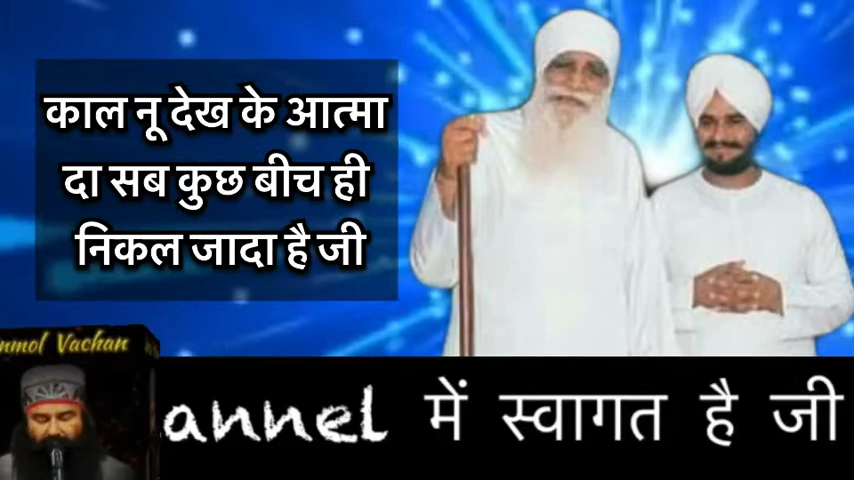 काल नू देख के आत्मा
दा सब कुछ बीच ही
निकल जादा है जी
nmol Vachan
annel में स्वागत है जी